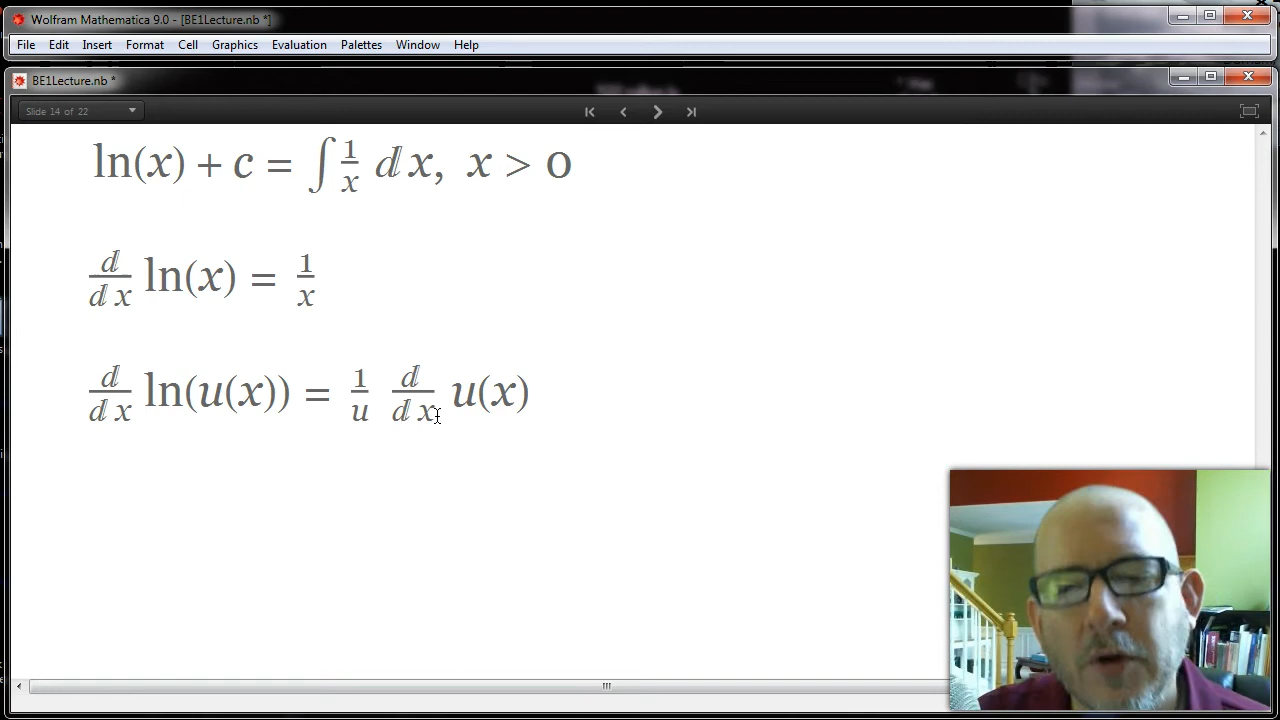 Wolfram Mathematica 9.0 - [BE1Lecture.nb *]
File Edit Insert Format Cell Graphics Evaluation Palettes Window Help
BE1Lecture.nb *
Slide 14 of 22
ln(x) + c = ∫ 1/x dx, x > 0
d/dx ln(x) = 1/x
d/dx ln(u(x)) = 1/u d/dx u(x)